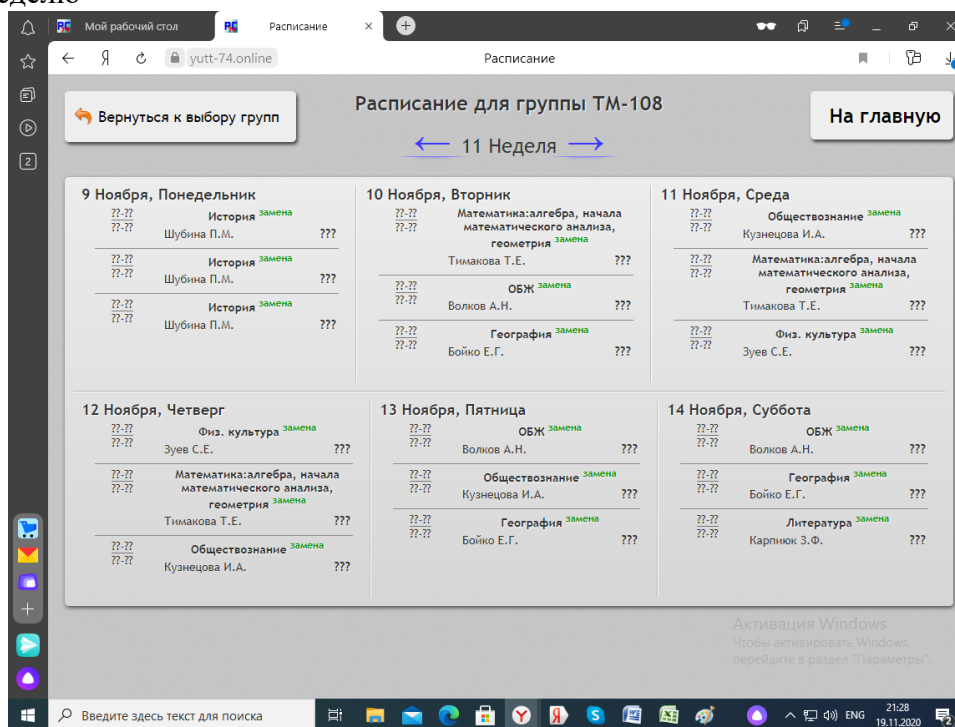 неделю
Мой рабочий стол
Расписание
yutt-74.online
Расписание
Вернуться к выбору групп
Расписание для группы ТМ-108
На главную
11 Неделя
9 Ноября, Понедельник
??-??
??-??
История замена
Шубина П.М. ???
??-??
??-??
История замена
Шубина П.М. ???
??-??
??-??
История замена
Шубина П.М. ???
10 Ноября, Вторник
??-??
??-??
Математика:алгебра, начала
математического анализа,
геометрия замена
Тимакова Т.Е. ???
??-??
??-??
ОБЖ замена
Волков А.Н. ???
??-??
??-??
География замена
Бойко Е.Г. ???
11 Ноября, Среда
??-??
??-??
Обществознание замена
Кузнецова И.А. ???
??-??
??-??
Математика:алгебра, начала
математического анализа,
геометрия замена
Тимакова Т.Е. ???
??-??
??-??
Физ. культура замена
Зуев С.Е. ???
12 Ноября, Четверг
??-??
??-??
Физ. культура замена
Зуев С.Е. ???
??-??
??-??
Математика:алгебра, начала
математического анализа,
геометрия замена
Тимакова Т.Е. ???
??-??
??-??
Обществознание замена
Кузнецова И.А. ???
13 Ноября, Пятница
??-??
??-??
ОБЖ замена
Волков А.Н. ???
??-??
??-??
Обществознание замена
Кузнецова И.А. ???
??-??
??-??
География замена
Бойко Е.Г. ???
14 Ноября, Суббота
??-??
??-??
ОБЖ замена
Волков А.Н. ???
??-??
??-??
География замена
Бойко Е.Г. ???
??-??
??-??
Литература замена
Карпиюк З.Ф. ???
Активация Windows
Чтобы активировать Windows,
перейдите в раздел "Параметры".
Введите здесь текст для поиска
ENG
21:28
19.11.2020